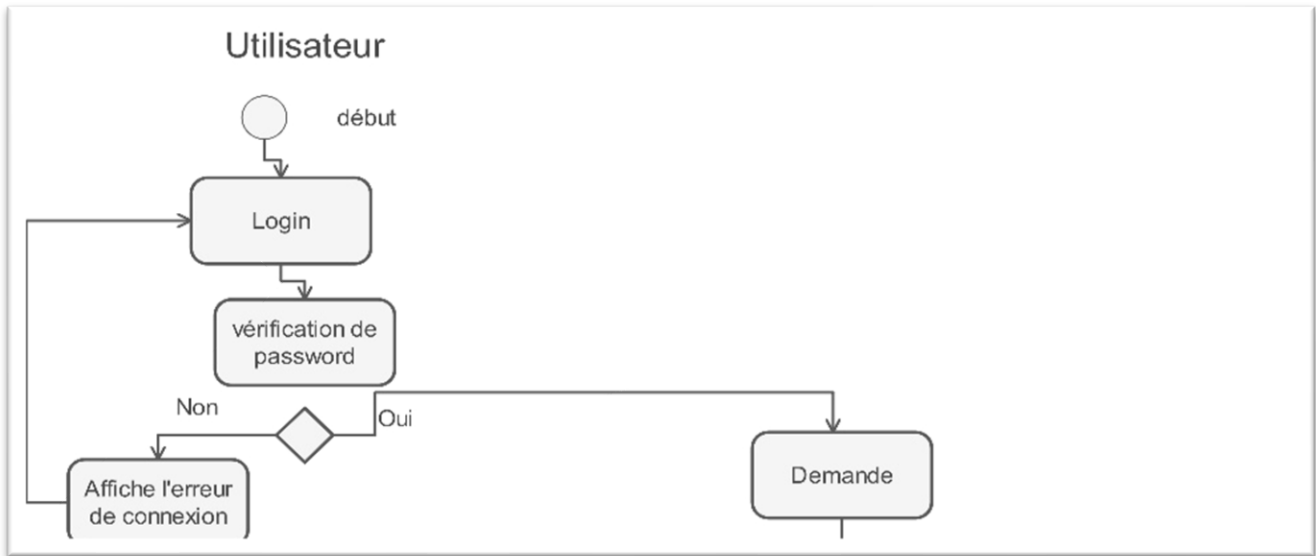 Utilisateur
début
Login
vérification de
password
Non
Oui
Demande
Affiche l'erreur
de connexion